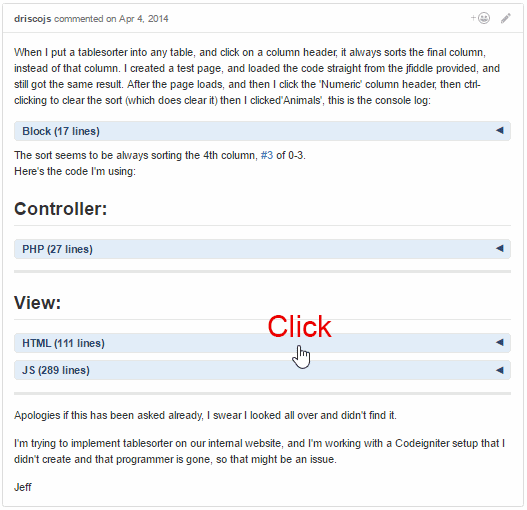 driscojs commented on Apr 4, 2014
When I put a tablesorter into any table, and click on a column header, it always sorts the final column,
instead of that column. I created a test page, and loaded the code straight from the jfiddle provided, and
still got the same result. After the page loads, and then I click the 'Numeric' column header, then ctrl-
clicking to clear the sort (which does clear it) then I clicked'Animals', this is the console log:
Block (17 lines)
The sort seems to be always sorting the 4th column, #3 of 0-3.
Here's the code I'm using:
Controller:
PHP (27 lines)
View:
Click
HTML (111 lines)
JS (289 lines)
Apologies if this has been asked already, I swear I looked all over and didn't find it.
I'm trying to implement tablesorter on our internal website, and I'm working with a Codeigniter setup that I
didn't create and that programmer is gone, so that might be an issue.
Jeff